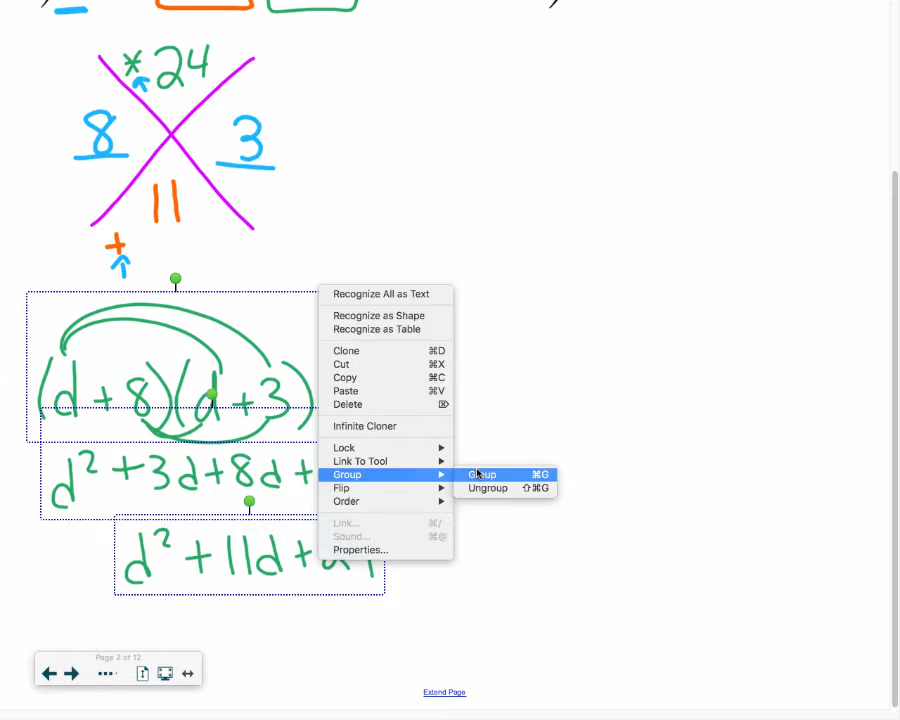 *24
8 3
11
+
(d+8)(d+3)
d² +3d+8d+
d² +11d+24
Recognize All as Text
Recognize as Shape
Recognize as Table
Clone ⌘D
Cut ⌘X
Copy ⌘C
Paste ⌘V
Delete ⌦
Infinite Cloner
Lock
Link To Tool
Group
Flip
Order
Link... ⌘/
Sound... ⌘@
Properties...
Group ⌘G
Ungroup ⇧⌘G
Page 2 of 12
Extend Page